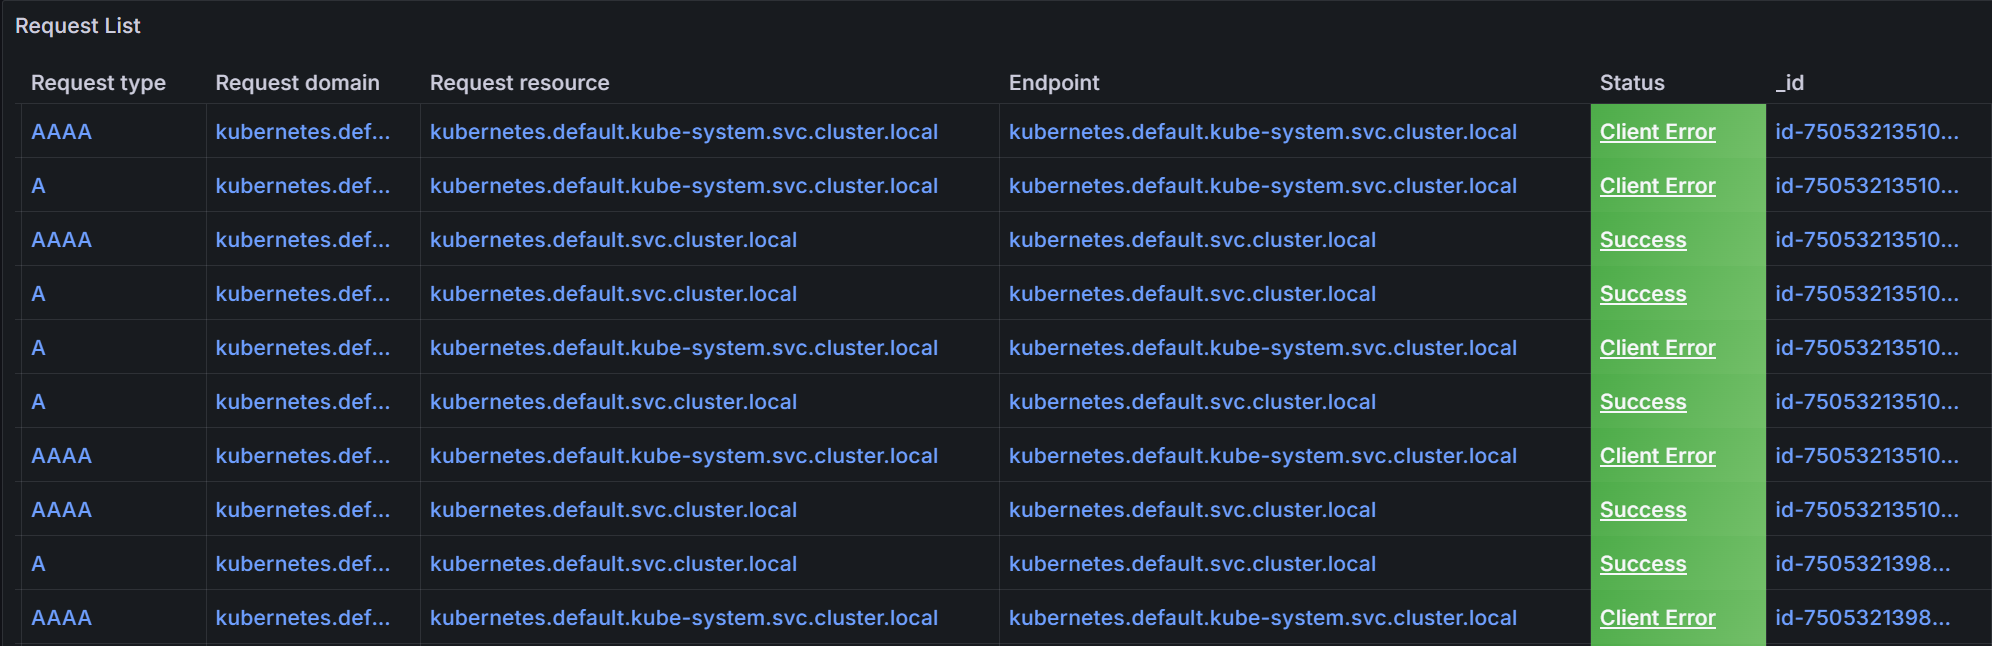 Request List
Request type Request domain Request resource Endpoint Status _id
AAAA kubernetes.def... kubernetes.default.kube-system.svc.cluster.local kubernetes.default.kube-system.svc.cluster.local Client Error id-75053213510...
A kubernetes.def... kubernetes.default.kube-system.svc.cluster.local kubernetes.default.kube-system.svc.cluster.local Client Error id-75053213510...
AAAA kubernetes.def... kubernetes.default.svc.cluster.local kubernetes.default.svc.cluster.local Success id-75053213510...
A kubernetes.def... kubernetes.default.svc.cluster.local kubernetes.default.svc.cluster.local Success id-75053213510...
A kubernetes.def... kubernetes.default.kube-system.svc.cluster.local kubernetes.default.kube-system.svc.cluster.local Client Error id-75053213510...
A kubernetes.def... kubernetes.default.svc.cluster.local kubernetes.default.svc.cluster.local Success id-75053213510...
AAAA kubernetes.def... kubernetes.default.kube-system.svc.cluster.local kubernetes.default.kube-system.svc.cluster.local Client Error id-75053213510...
AAAA kubernetes.def... kubernetes.default.svc.cluster.local kubernetes.default.svc.cluster.local Success id-75053213510...
A kubernetes.def... kubernetes.default.svc.cluster.local kubernetes.default.svc.cluster.local Success id-7505321398...
AAAA kubernetes.def... kubernetes.default.kube-system.svc.cluster.local kubernetes.default.kube-system.svc.cluster.local Client Error id-7505321398...